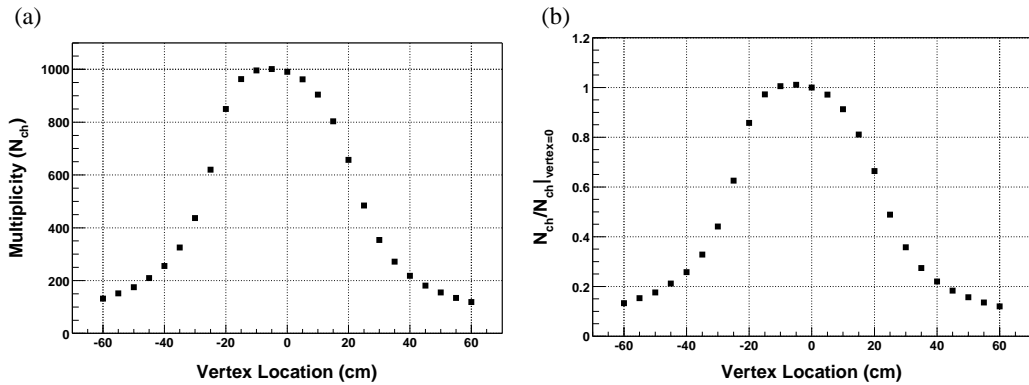 (a)
Multiplicity (N_ch)
1000
800
600
400
200
0
-60 -40 -20 0 20 40 60
Vertex Location (cm)
(b)
N_ch/N_ch|_vertex=0
1.2
1
0.8
0.6
0.4
0.2
0
-60 -40 -20 0 20 40 60
Vertex Location (cm)